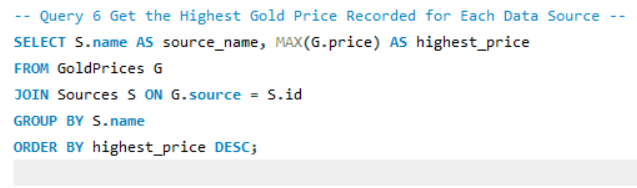 -- Query 6 Get the Highest Gold Price Recorded for Each Data Source --
SELECT S.name AS source_name, MAX(G.price) AS highest_price
FROM GoldPrices G
JOIN Sources S ON G.source = S.id
GROUP BY S.name
ORDER BY highest_price DESC;